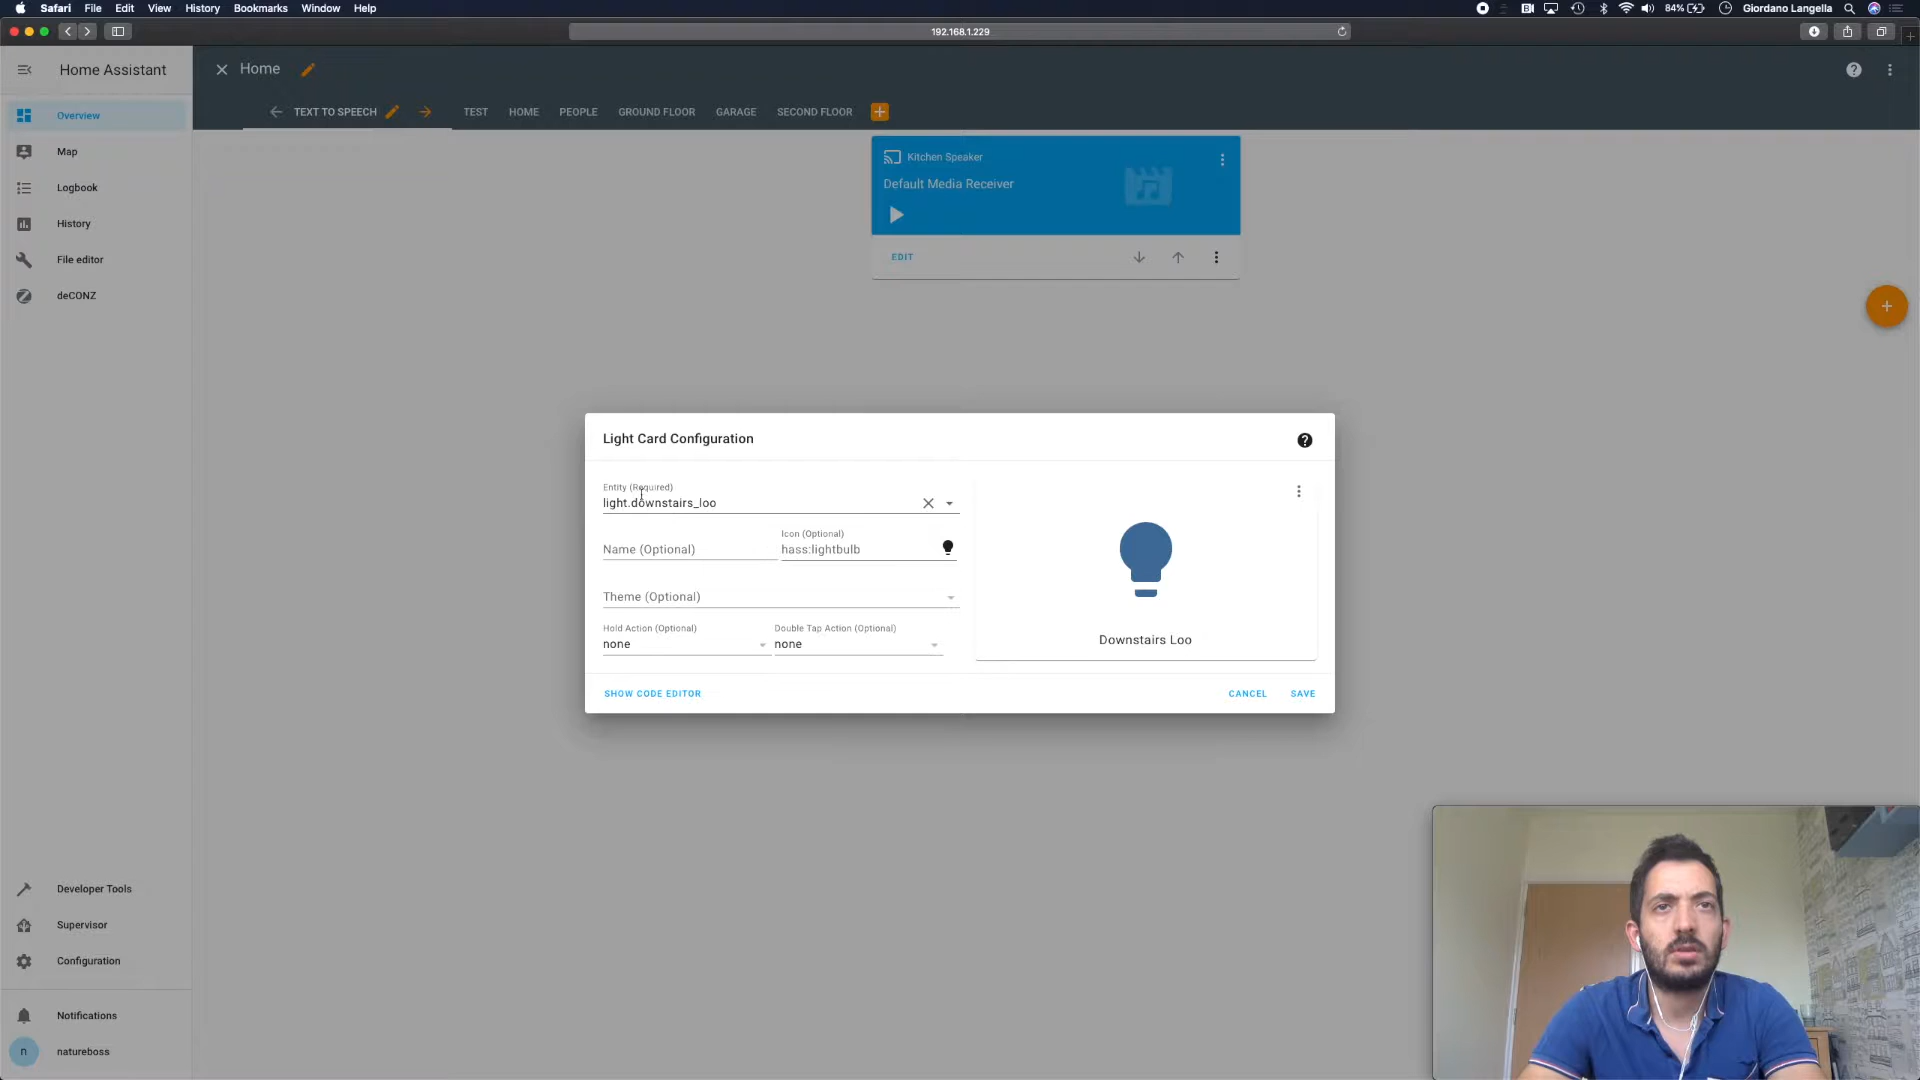 Safari File Edit View History Bookmarks Window Help
84% Giordano Langella
192.168.1.229
Home Assistant
Home
TEXT TO SPEECH TEST HOME PEOPLE GROUND FLOOR GARAGE SECOND FLOOR
Overview
Map
Logbook
History
File editor
deCONZ
Kitchen Speaker
Default Media Receiver
EDIT
Light Card Configuration
Entity (Required)
light.downstairs_loo
Name (Optional)
Icon (Optional)
hass:lightbulb
Theme (Optional)
Hold Action (Optional)
none
Double Tap Action (Optional)
none
Downstairs Loo
SHOW CODE EDITOR
CANCEL SAVE
Developer Tools
Supervisor
Configuration
Notifications
n natureboss